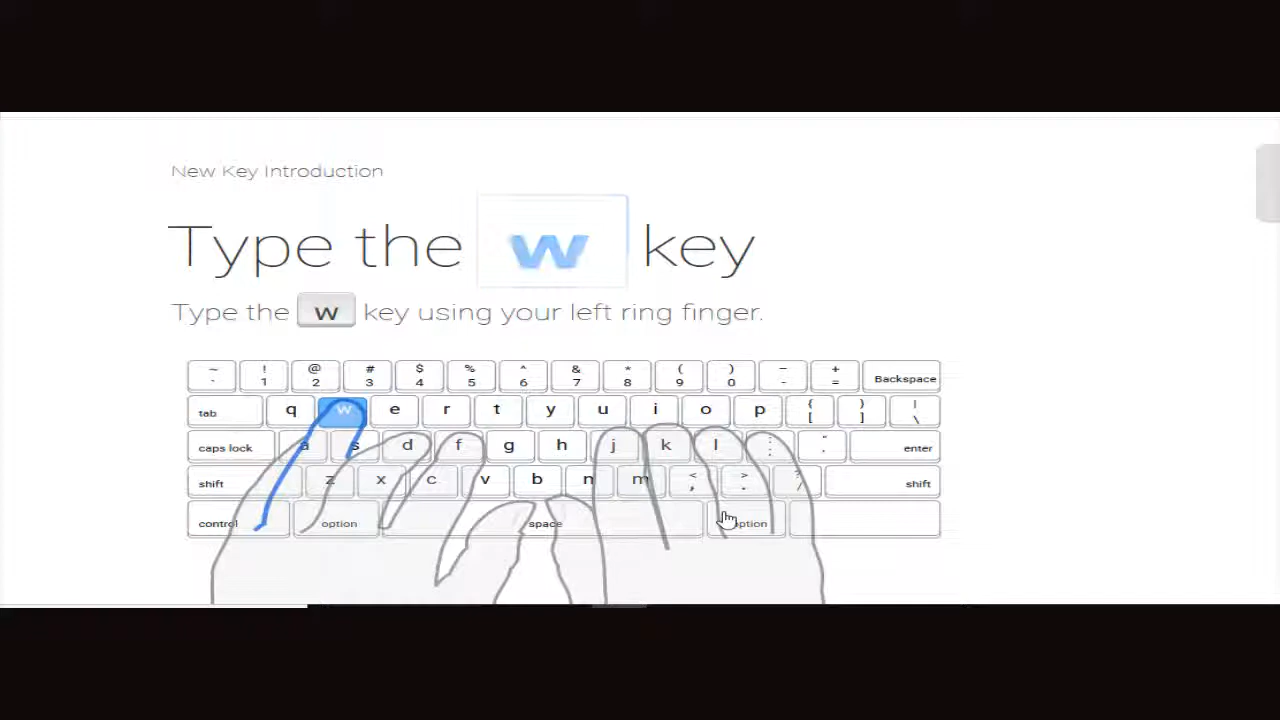 New Key Introduction
Type the w key
Type the w key using your left ring finger.
~ ! @ # $ % ^ & * ( ) _ +
` 1 2 3 4 5 6 7 8 9 0 - = Backspace
tab q w e r t y u i o p { } |
[ ] \
caps lock a s d f g h j k l : " enter
; '
shift z x c v b n m < > ? shift
, . /
control option space option